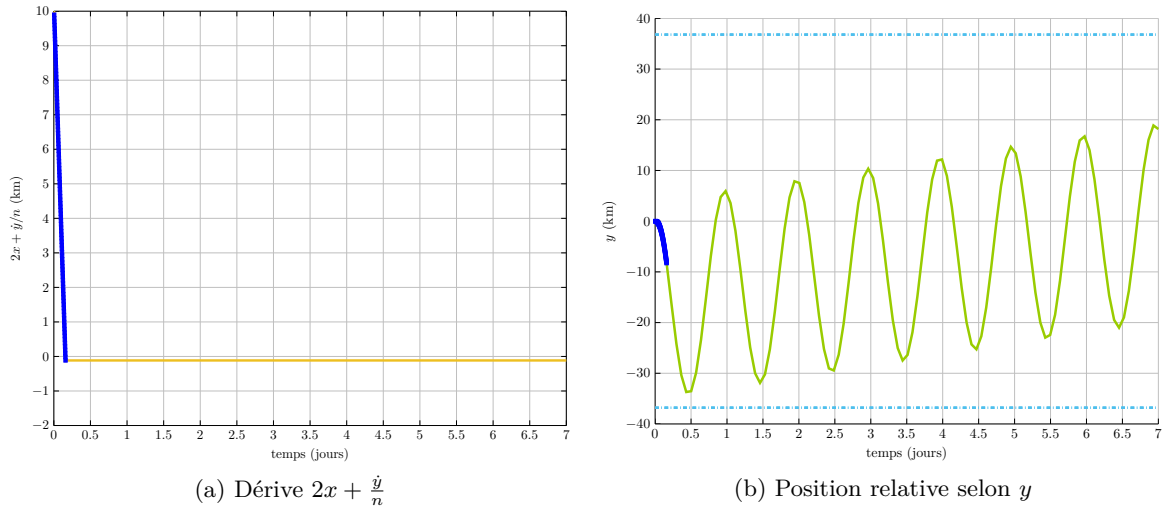 10
9
8
7
6
5
4
3
2
1
0
−1
−2
2x + ẏ/n (km)
0 0.5 1 1.5 2 2.5 3 3.5 4 4.5 5 5.5 6 6.5 7
temps (jours)
(a) Dérive 2x + ẏ/n
40
30
20
10
0
−10
−20
−30
−40
y (km)
0 0.5 1 1.5 2 2.5 3 3.5 4 4.5 5 5.5 6 6.5 7
temps (jours)
(b) Position relative selon y